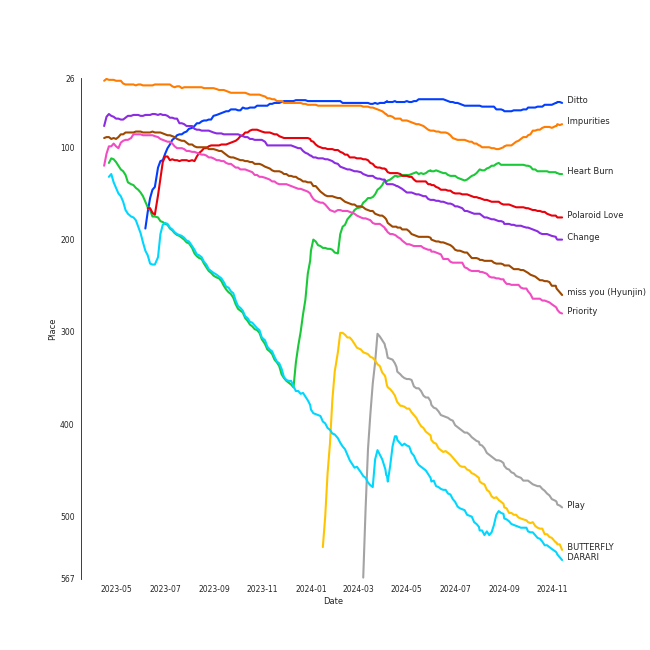 26
100
200
300
400
500
567
Place
2023-05
2023-07
2023-09
2023-11
2024-01
2024-03
2024-05
2024-07
2024-09
2024-11
Date
Ditto
Impurities
Heart Burn
Polaroid Love
Change
miss you (Hyunjin)
Priority
Play
BUTTERFLY
DARARI